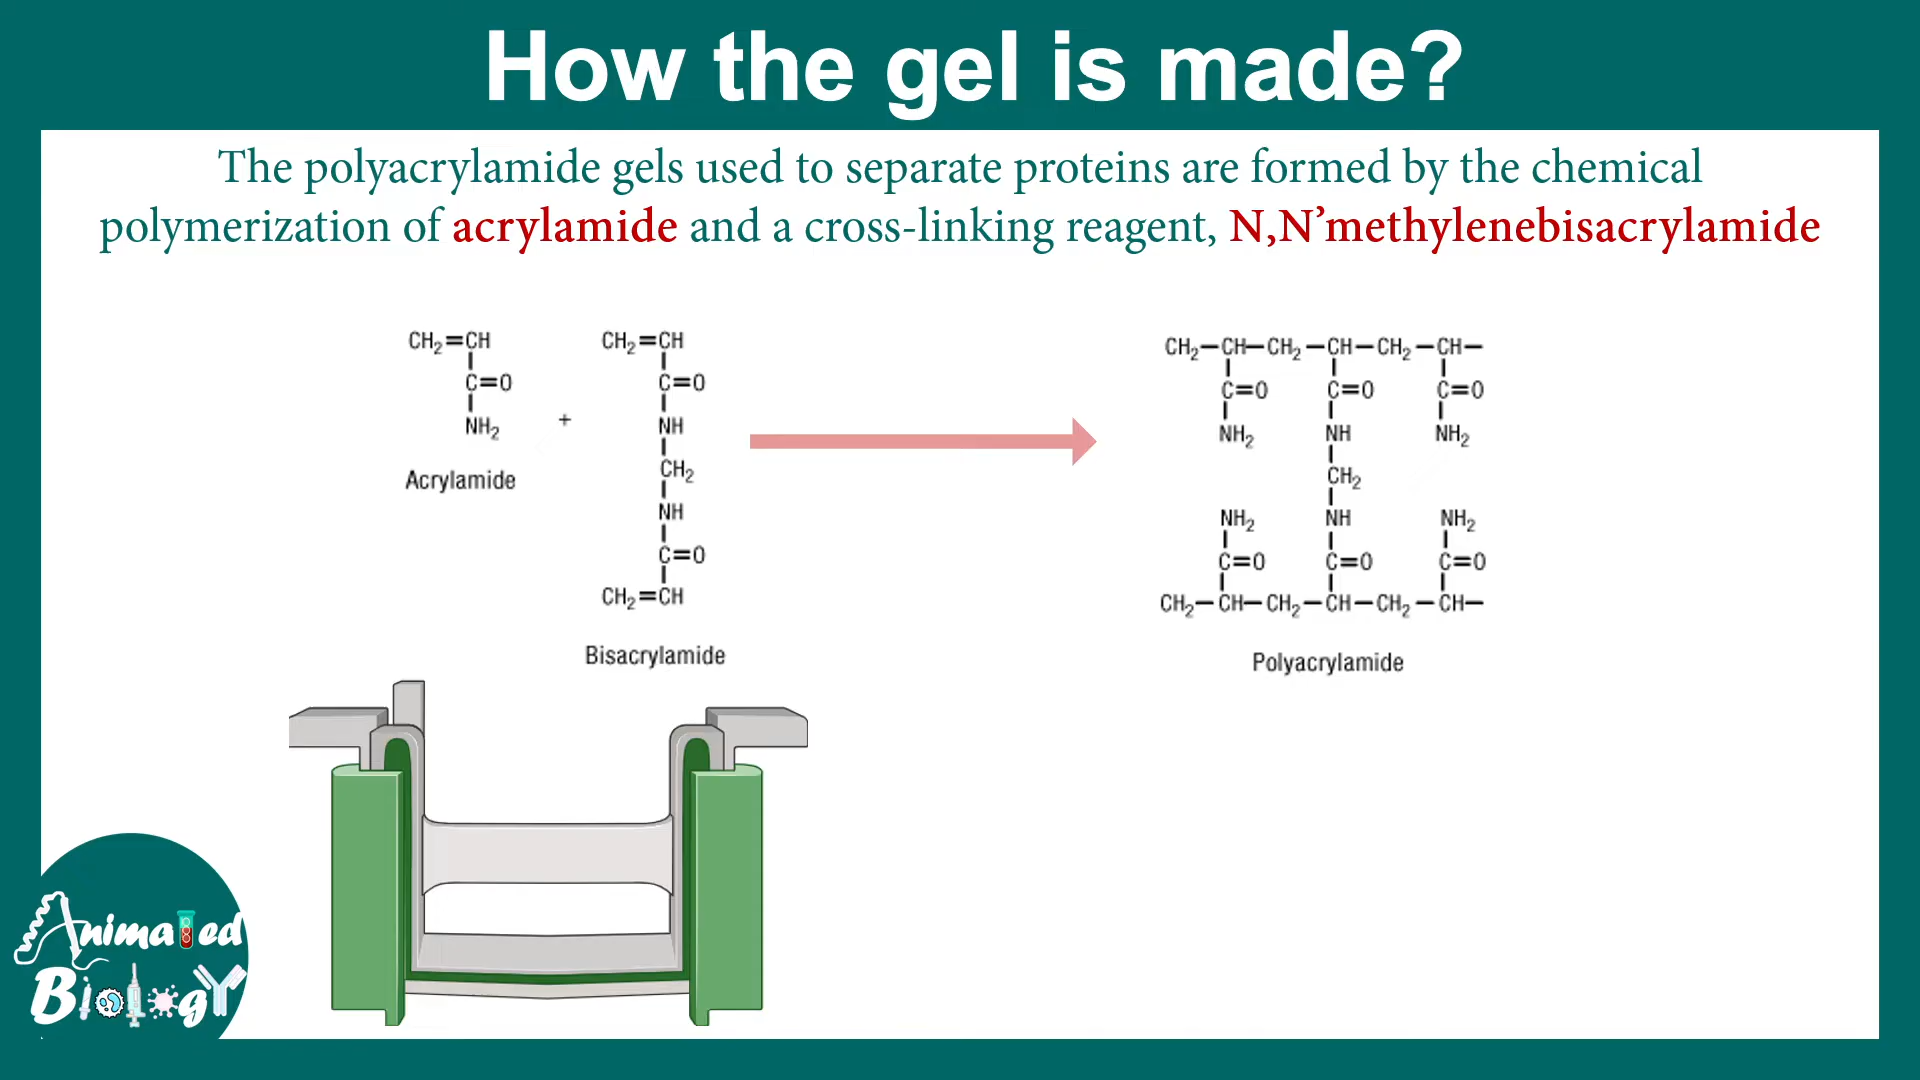 How the gel is made?
The polyacrylamide gels used to separate proteins are formed by the chemical
polymerization of acrylamide and a cross-linking reagent, N,N’methylenebisacrylamide
CH₂=CH
C=O
NH₂
Acrylamide
+
CH₂=CH
C=O
NH
CH₂
NH
C=O
CH₂=CH
Bisacrylamide
CH₂—CH—CH₂—CH—CH₂—CH—
C=O C=O C=O
NH₂ NH NH₂
CH₂
NH₂ NH NH₂
C=O C=O C=O
CH₂—CH—CH₂—CH—CH₂—CH—
Polyacrylamide
Animated
Biology